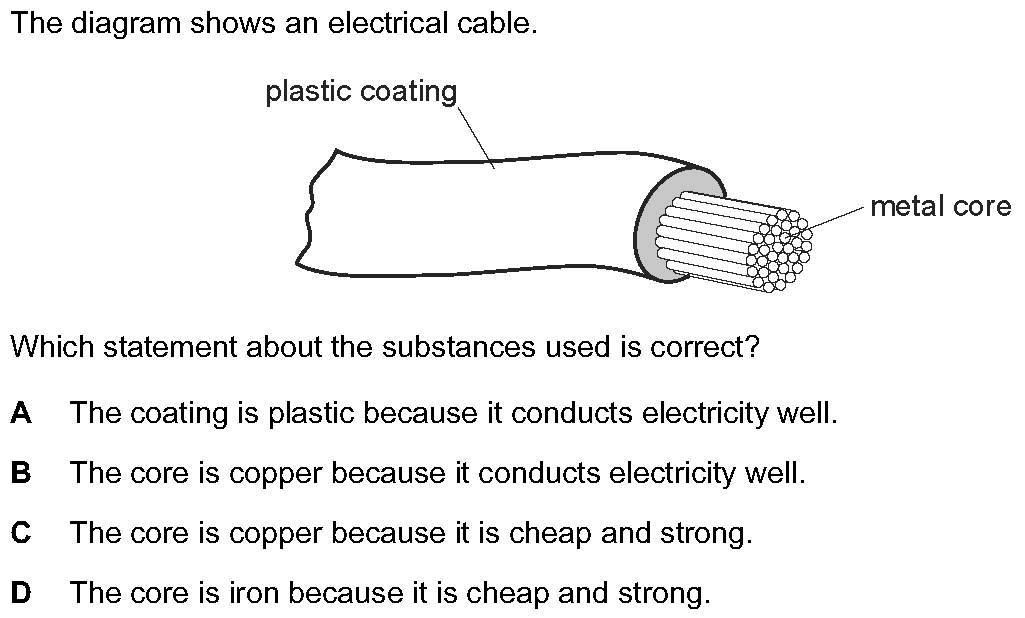 The diagram shows an electrical cable.
plastic coating
metal core
Which statement about the substances used is correct?
A The coating is plastic because it conducts electricity well.
B The core is copper because it conducts electricity well.
C The core is copper because it is cheap and strong.
D The core is iron because it is cheap and strong.